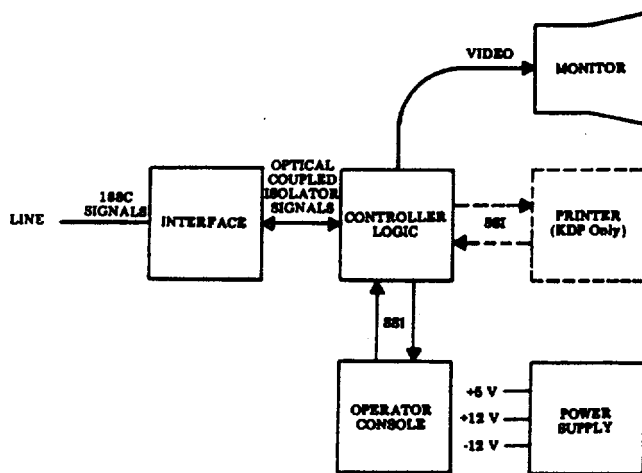 VIDEO
MONITOR
LINE
188C
SIGNALS
INTERFACE
OPTICAL
COUPLED
ISOLATOR
SIGNALS
CONTROLLER
LOGIC
SSI
PRINTER
(KDP Only)
SSI
OPERATOR
CONSOLE
+5 V
+12 V
-12 V
POWER
SUPPLY